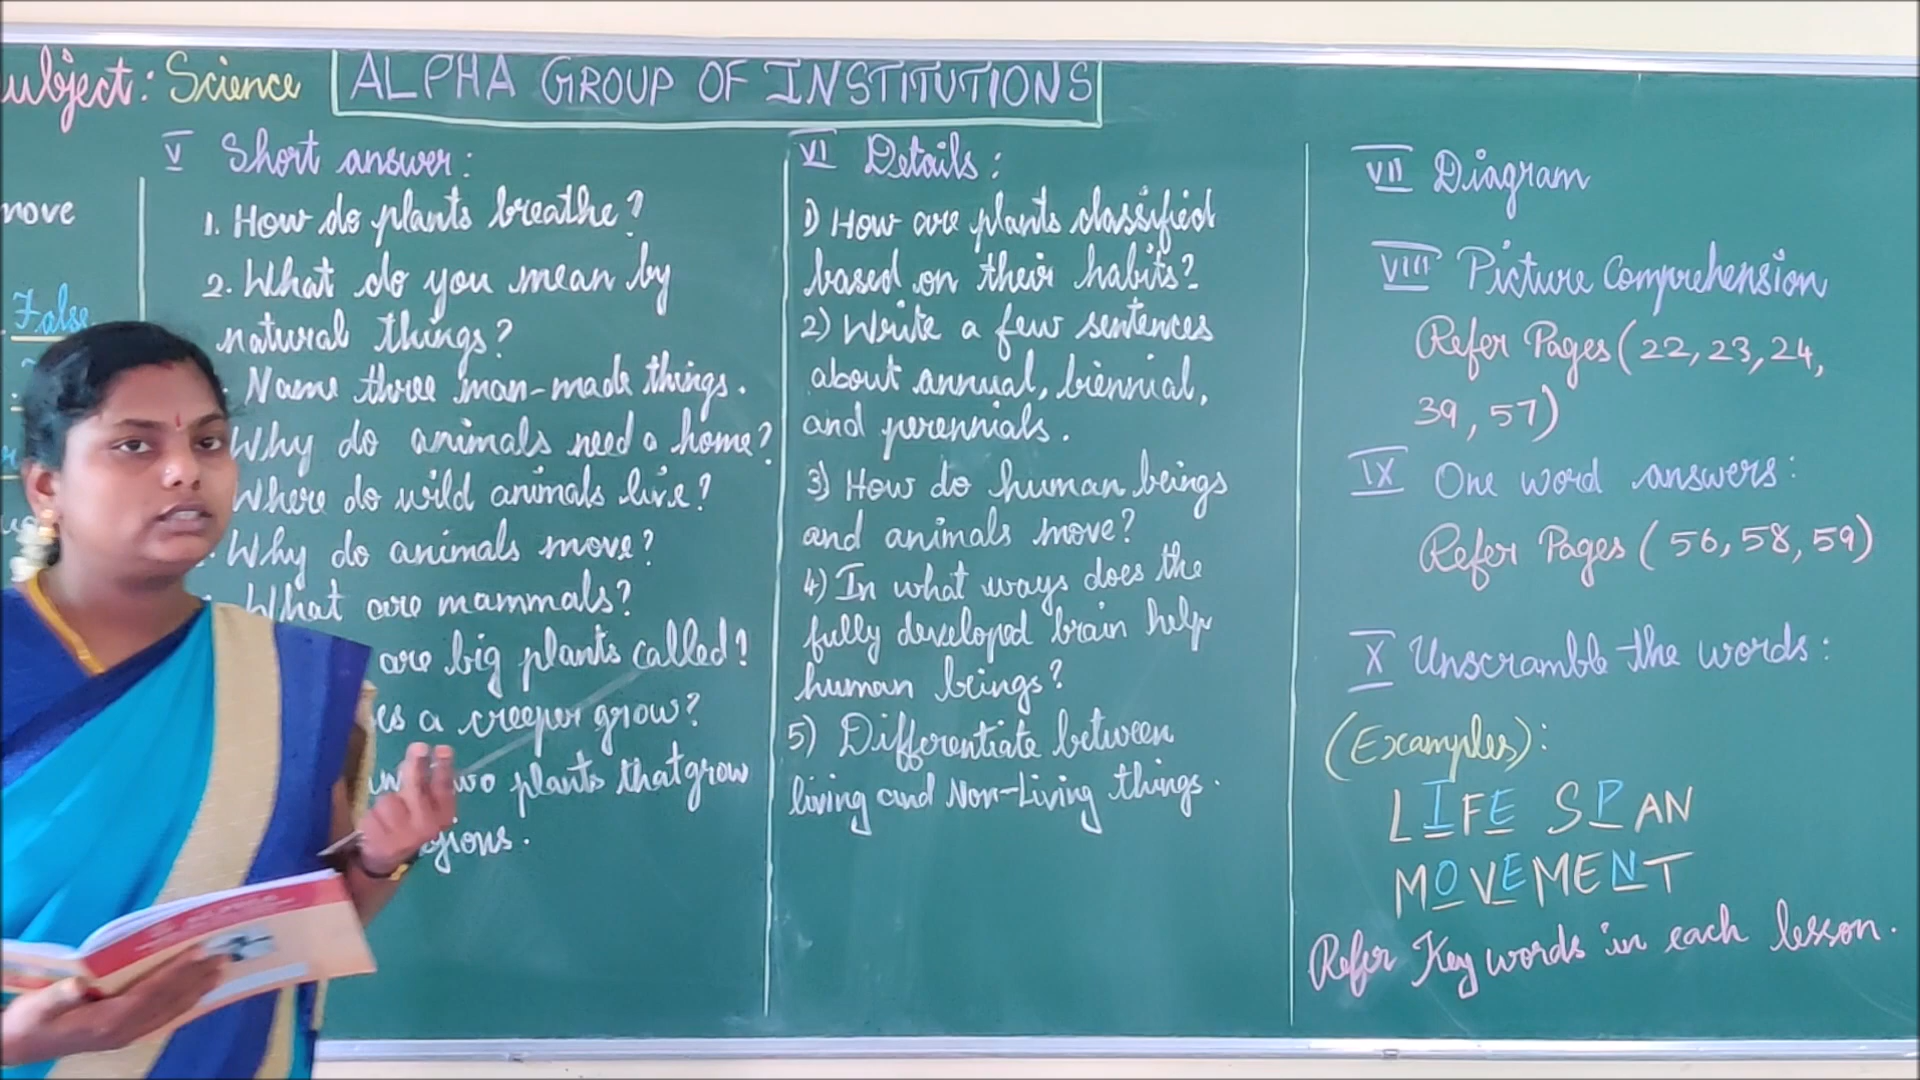 Subject: Science
ALPHA GROUP OF INSTITUTIONS
move
False
V Short answer:
1. How do plants breathe?
2. What do you mean by
natural things?
Name three man-made things.
Why do animals need a home?
Where do wild animals live?
Why do animals move?
What are mammals?
are big plants called?
a creeper grow?
two plants that grow
VI Details:
1) How are plants classified
based on their habits?
2) Write a few sentences
about annual, biennial,
and perennials.
3) How do human beings
and animals move?
4) In what ways does the
fully developed brain help
human beings?
5) Differentiate between
living and Non-Living things.
VII Diagram
VIII Picture Comprehension
Refer Pages (22, 23, 24,
39, 57)
IX One word answers:
Refer Pages (56, 58, 59)
X Unscramble the words:
(Examples):
LIFE SPAN
MOVEMENT
Refer Key words in each lesson.